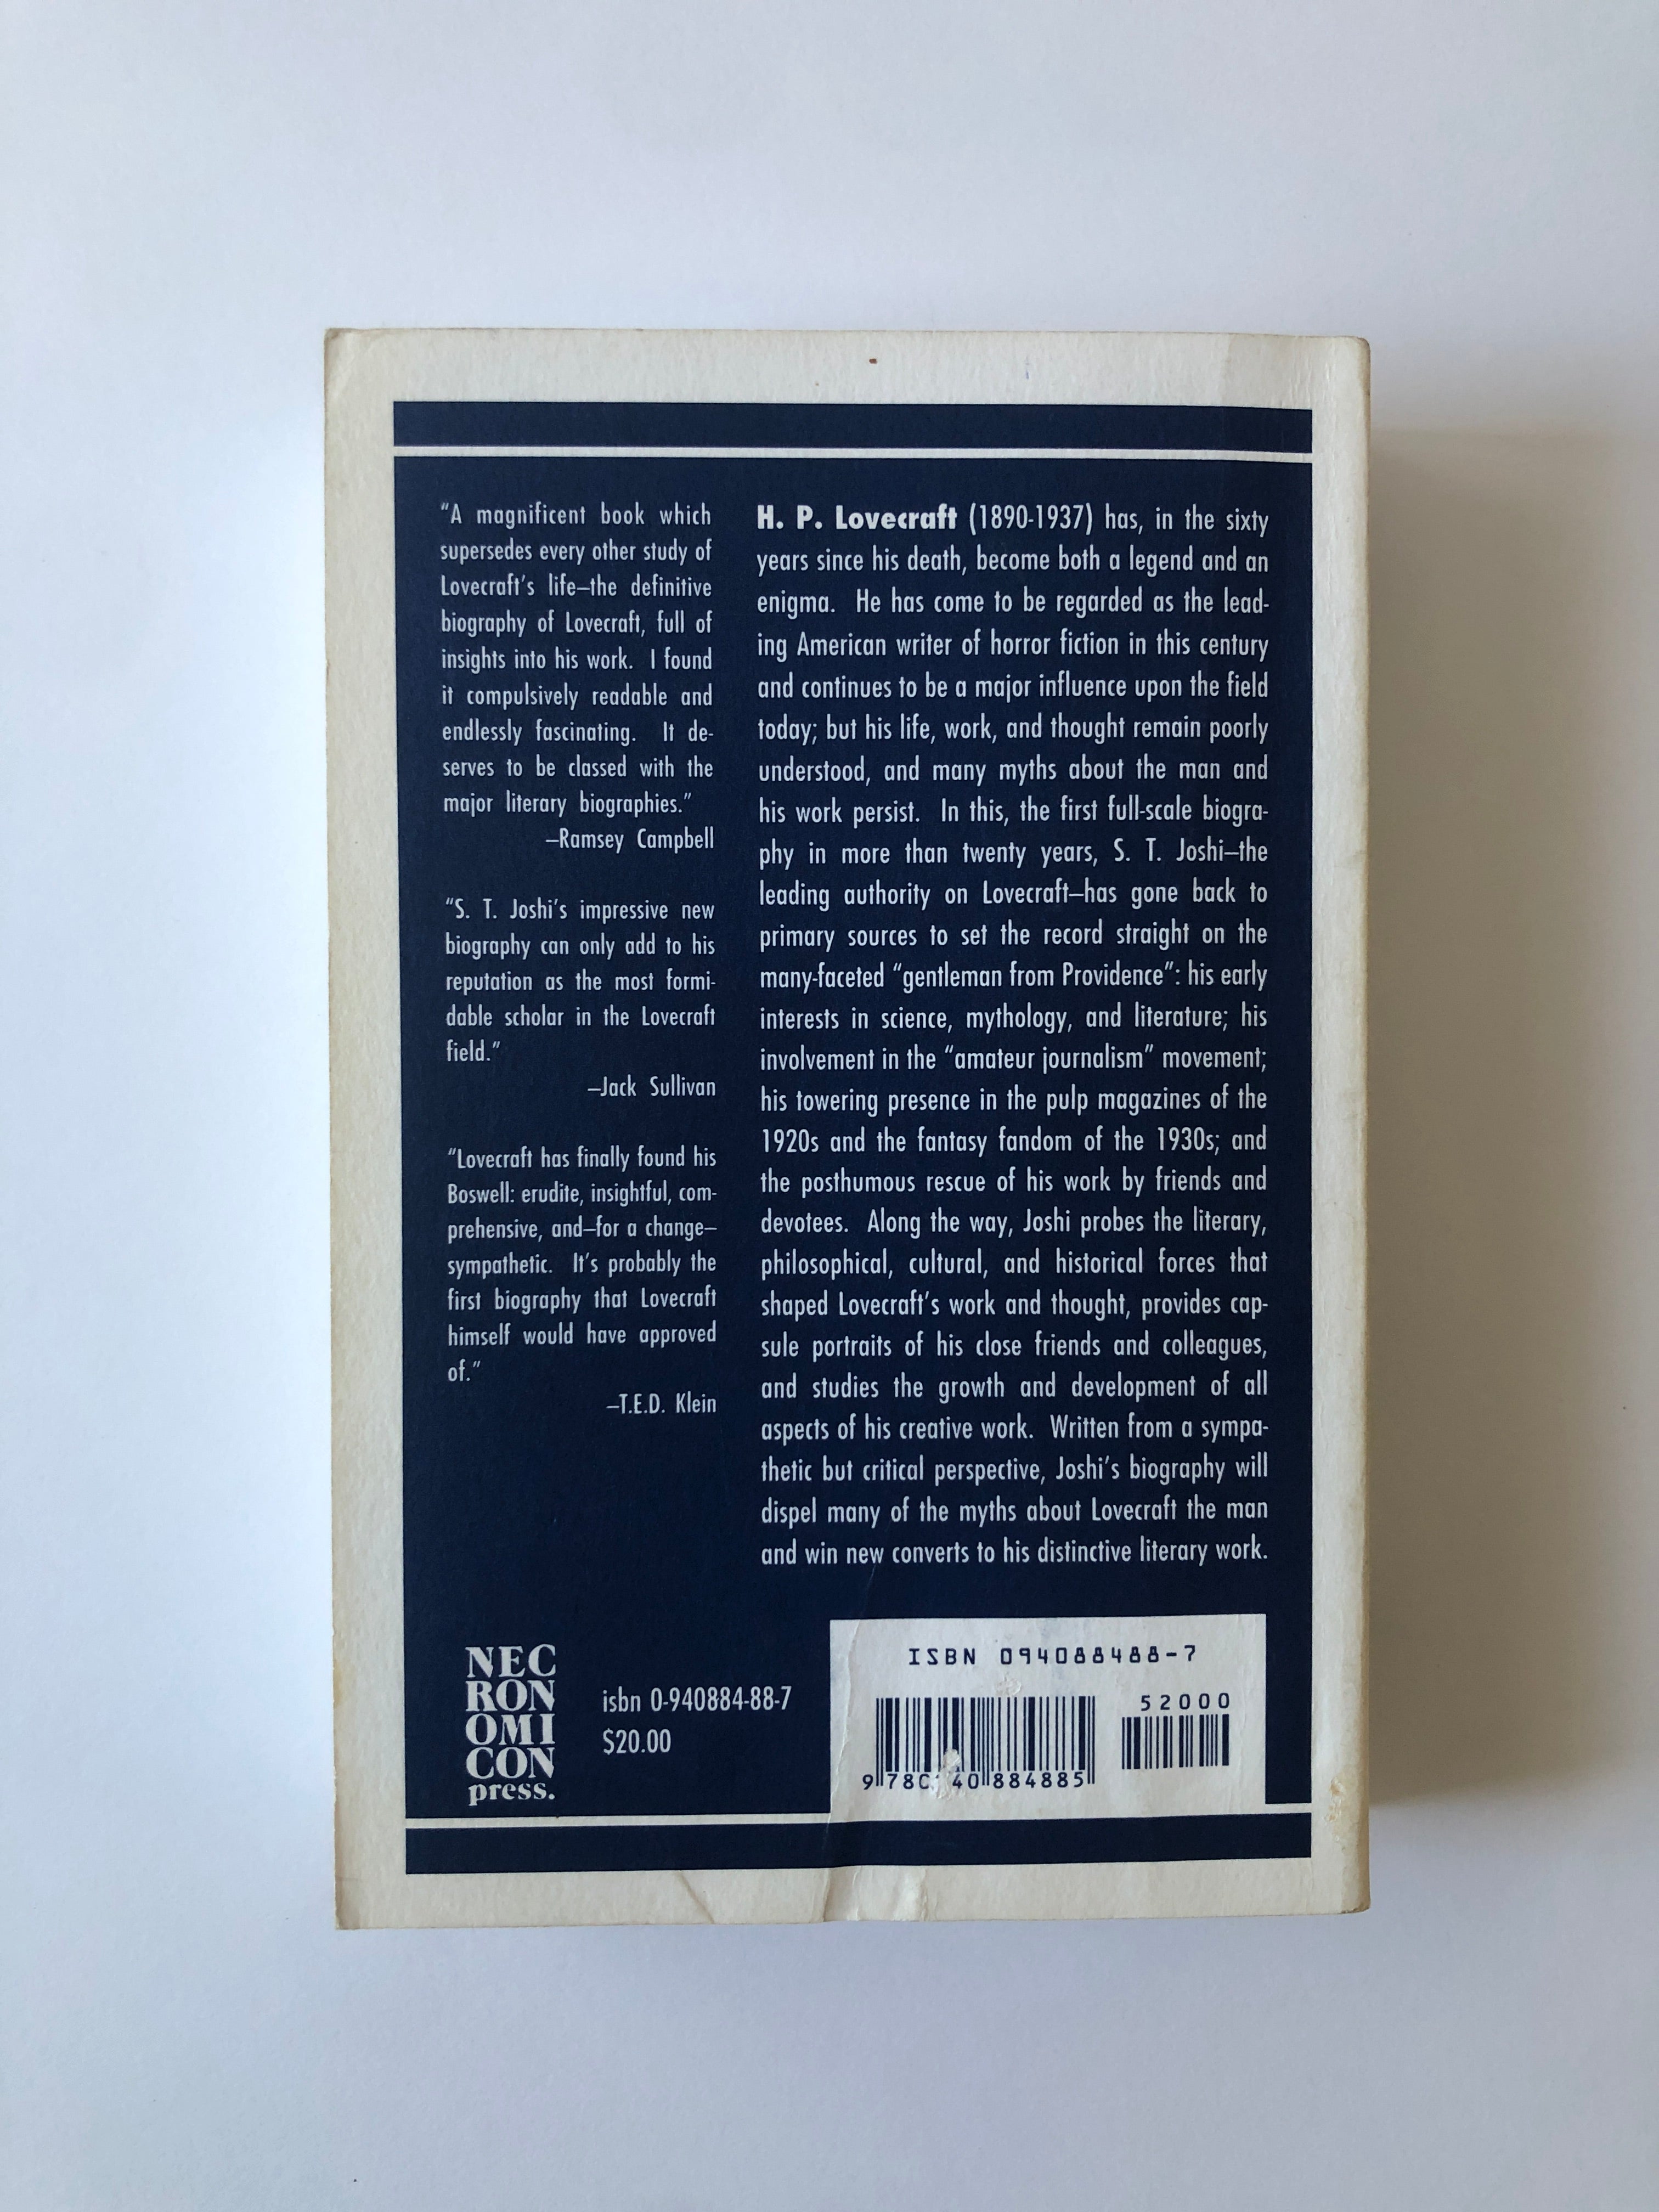 “A magnificent book which
supersedes every other study of
Lovecraft’s life–the definitive
biography of Lovecraft, full of
insights into his work. I found
it compulsively readable and
endlessly fascinating. It de-
serves to be classed with the
major literary biographies.”
–Ramsey Campbell
“S. T. Joshi’s impressive new
biography can only add to his
reputation as the most formi-
dable scholar in the Lovecraft
field.”
–Jack Sullivan
“Lovecraft has finally found his
Boswell: erudite, insightful, com-
prehensive, and–for a change–
sympathetic. It’s probably the
first biography that Lovecraft
himself would have approved
of.”
–T.E.D. Klein
H. P. Lovecraft (1890-1937) has, in the sixty
years since his death, become both a legend and an
enigma. He has come to be regarded as the lead-
ing American writer of horror fiction in this century
and continues to be a major influence upon the field
today; but his life, work, and thought remain poorly
understood, and many myths about the man and
his work persist. In this, the first full-scale biogra-
phy in more than twenty years, S. T. Joshi–the
leading authority on Lovecraft–has gone back to
primary sources to set the record straight on the
many-faceted “gentleman from Providence”: his early
interests in science, mythology, and literature; his
involvement in the “amateur journalism” movement;
his towering presence in the pulp magazines of the
1920s and the fantasy fandom of the 1930s; and
the posthumous rescue of his work by friends and
devotees. Along the way, Joshi probes the literary,
philosophical, cultural, and historical forces that
shaped Lovecraft’s work and thought, provides cap-
sule portraits of his close friends and colleagues,
and studies the growth and development of all
aspects of his creative work. Written from a sympa-
thetic but critical perspective, Joshi’s biography will
dispel many of the myths about Lovecraft the man
and win new converts to his distinctive literary work.
NEC
RON
OMI
CON
press.
isbn 0-940884-88-7
$20.00
ISBN 094088488-7
52000
9 780 40 884885